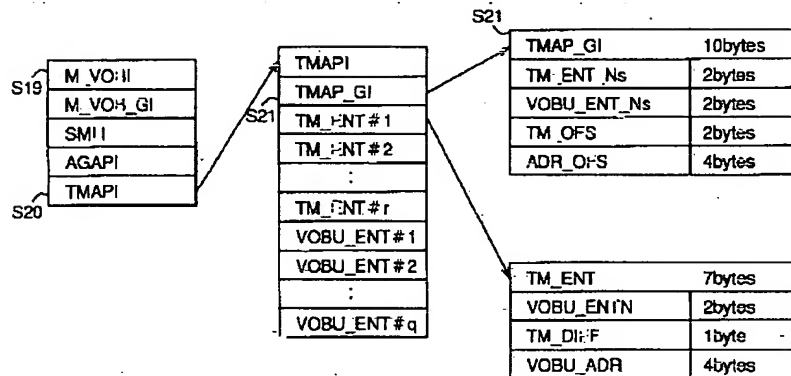 S19
M_VOBI
M_VOB_GI
SMLI
AGAPI
S20
TMAPI
TMAPI
S21
TMAP_GI
TM_ENT#1
TM_ENT#2
:
TM_ENT#r
VOBU_ENT#1
VOBU_ENT#2
:
VOBU_ENT#q
S21
TMAP_GI 10bytes
TM_ENT_Ns 2bytes
VOBU_ENT_Ns 2bytes
TM_OFS 2bytes
ADR_OFS 4bytes
TM_ENT 7bytes
VOBU_ENTN 2bytes
TM_DIFF 1byte
VOBU_ADR 4bytes